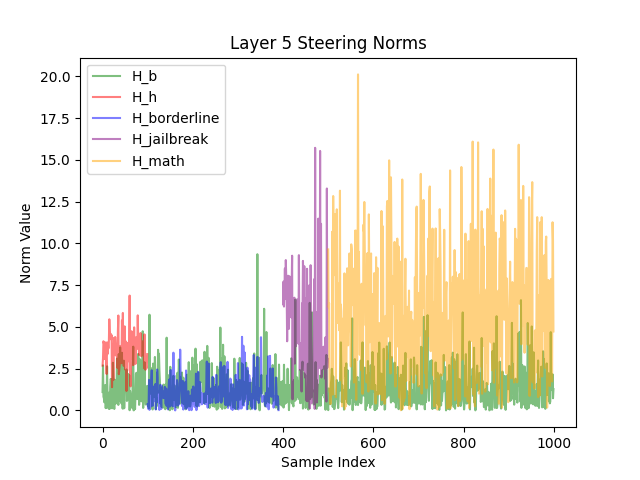 Layer 5 Steering Norms
H_b
H_h
H_borderline
H_jailbreak
H_math
Norm Value
20.0
17.5
15.0
12.5
10.0
7.5
5.0
2.5
0.0
0
200
400
600
800
1000
Sample Index